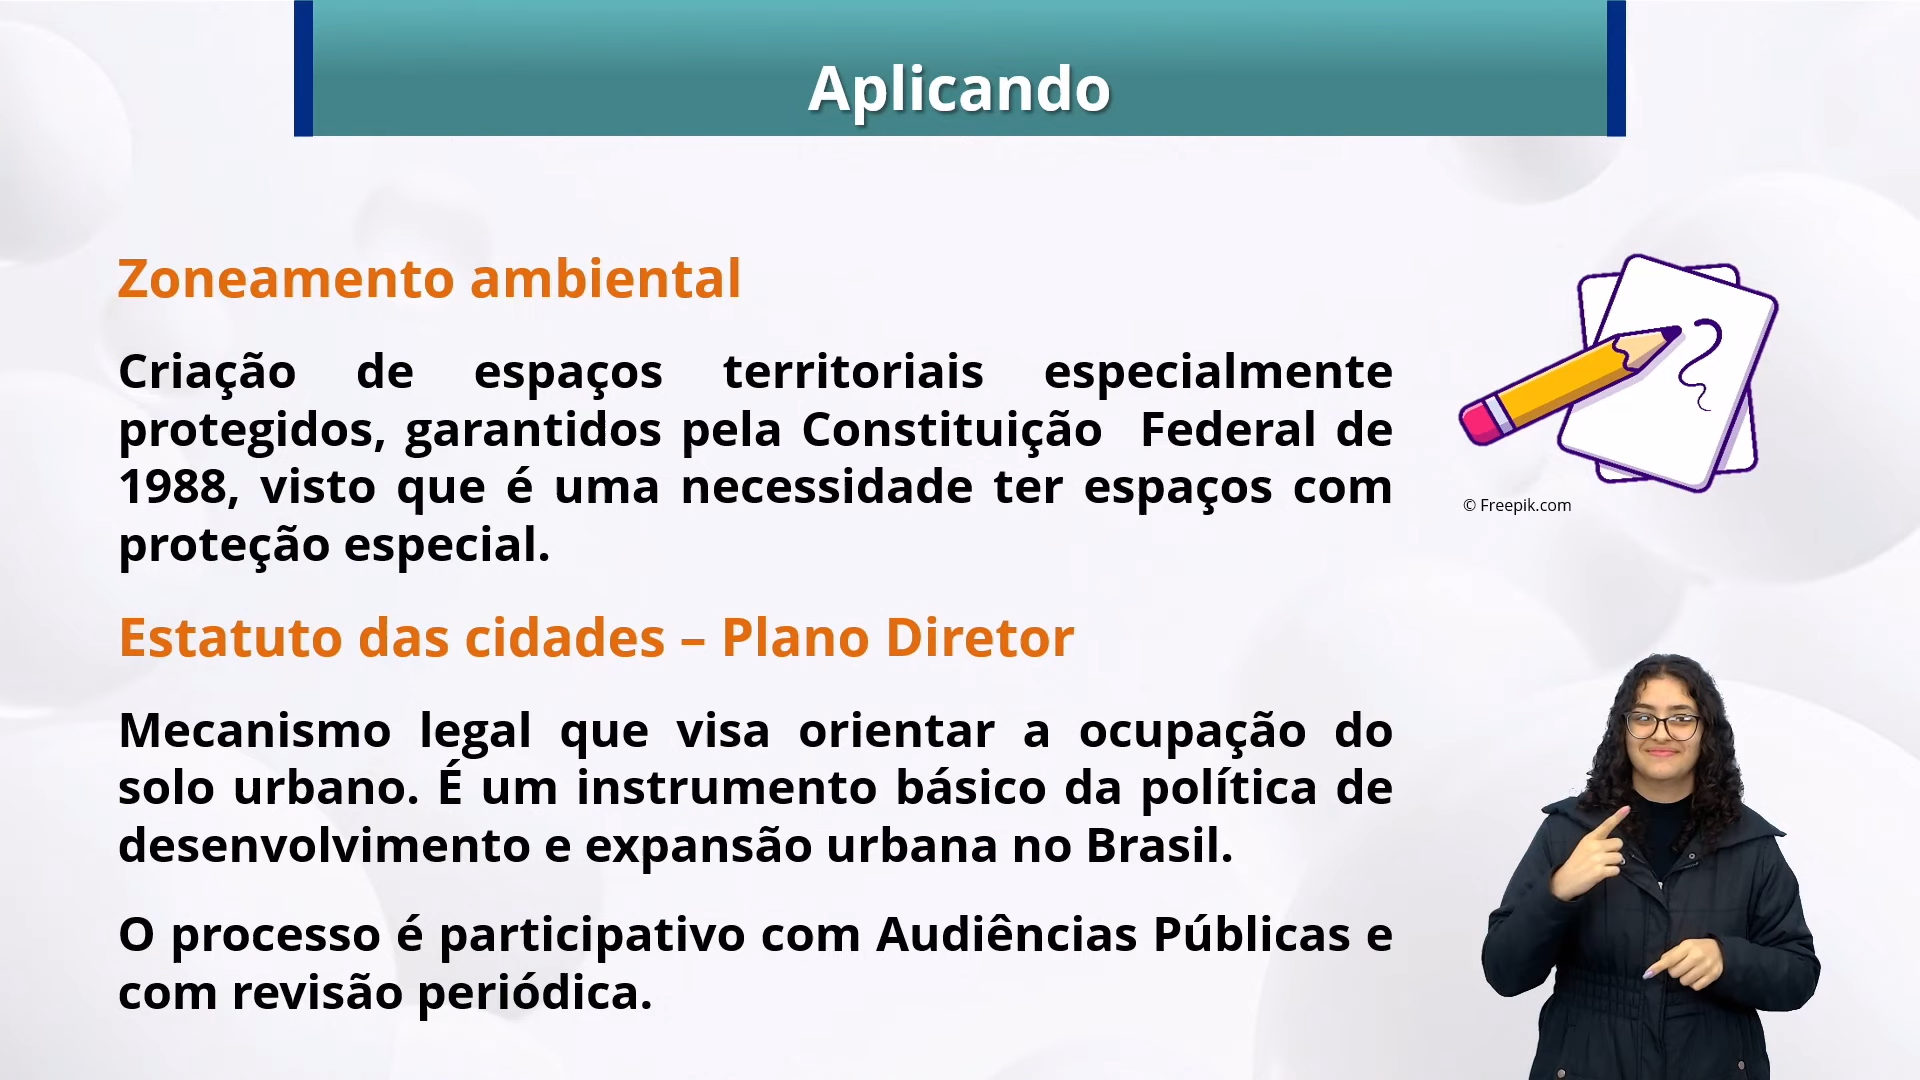 Aplicando
Zoneamento ambiental
Criação de espaços territoriais especialmente
protegidos, garantidos pela Constituição Federal de
1988, visto que é uma necessidade ter espaços com
proteção especial.
© Freepik.com
Estatuto das cidades – Plano Diretor
Mecanismo legal que visa orientar a ocupação do
solo urbano. É um instrumento básico da política de
desenvolvimento e expansão urbana no Brasil.
O processo é participativo com Audiências Públicas e
com revisão periódica.